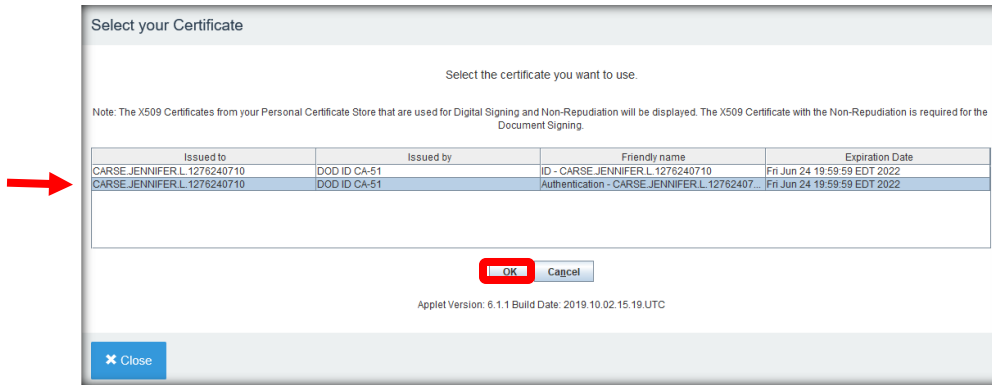 Select your Certificate
Select the certificate you want to use.
Note: The X509 Certificates from your Personal Certificate Store that are used for Digital Signing and Non-Repudiation will be displayed. The X509 Certificate with the Non-Repudiation is required for the
Document Signing.
Issued to Issued by Friendly name Expiration Date
CARSE.JENNIFER.L.1276240710 DOD ID CA-51 ID - CARSE.JENNIFER.L.1276240710 Fri Jun 24 19:59:59 EDT 2022
CARSE.JENNIFER.L.1276240710 DOD ID CA-51 Authentication - CARSE.JENNIFER.L.12762407... Fri Jun 24 19:59:59 EDT 2022
OK Cancel
Applet Version: 6.1.1 Build Date: 2019.10.02.15.19.UTC
✖ Close